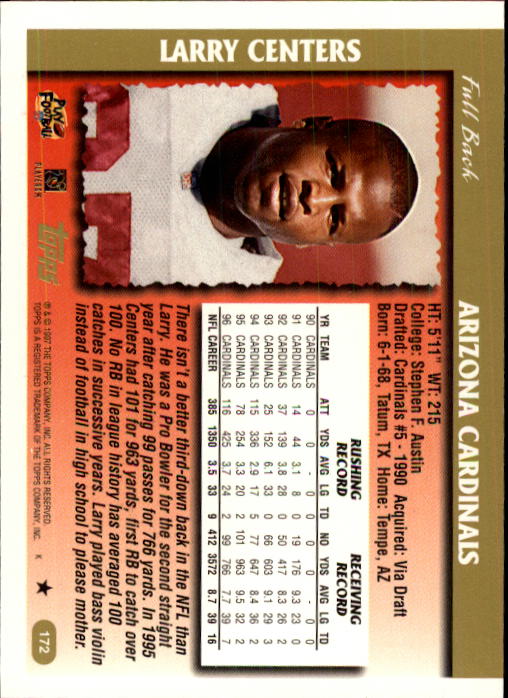 LARRY CENTERS
Full Back
ARIZONA CARDINALS
HT: 5'11" WT: 215
College: Stephen F. Austin
Drafted: Cardinals #5 - 1990 Acquired: Via Draft
Born: 6-1-68, Tatum, TX Home: Tempe, AZ
RUSHING RECORD RECEIVING RECORD
YR TEAM ATT YDS AVG LG TD NO YDS AVG LG TD
90 CARDINALS 0 0 - 0 0 0 0 - 0 0
91 CARDINALS 14 44 3.1 8 0 19 176 9.3 23 0
92 CARDINALS 37 139 3.8 28 0 50 417 8.3 26 2
93 CARDINALS 25 152 6.1 33 0 66 603 9.1 29 3
94 CARDINALS 115 336 2.9 17 5 77 647 8.4 36 2
95 CARDINALS 78 254 3.3 20 2 101 963 9.5 32 2
96 CARDINALS 116 425 3.7 24 2 99 766 7.7 39 7
NFL CAREER 385 1350 3.5 33 9 412 3572 8.7 39 16
There isn't a better third-down back in the NFL than
Larry. He was a Pro Bowler for the second straight
year after catching 99 passes for 766 yards. In 1995
Centers had 101 for 963 yards, first RB to catch over
100. No RB in league history has averaged 100
catches in successive years. Larry played bass violin
instead of football in high school to please mother.
PLAY FOOTBALL
PLAYERS
TOPPS
® & © 1997 THE TOPPS COMPANY, INC. ALL RIGHTS RESERVED.
TOPPS IS A REGISTERED TRADEMARK OF THE TOPPS COMPANY, INC.
K
172